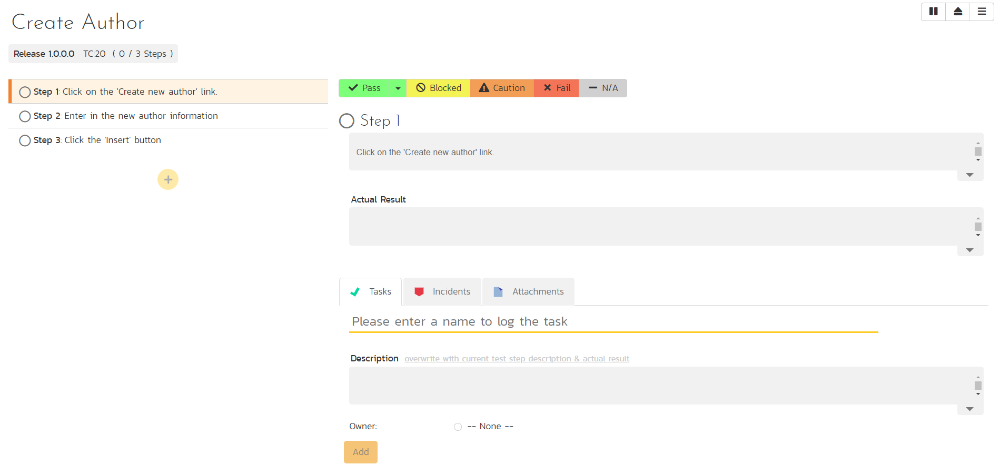 Create Author
Release 1.0.0.0 TC:20 ( 0 / 3 Steps )
Step 1: Click on the 'Create new author' link.
Step 2: Enter in the new author information
Step 3: Click the 'Insert' button
Pass Blocked Caution Fail N/A
Step 1
Click on the 'Create new author' link.
Actual Result
Tasks Incidents Attachments
Please enter a name to log the task
Description overwrite with current test step description & actual result
Owner: -- None --
Add